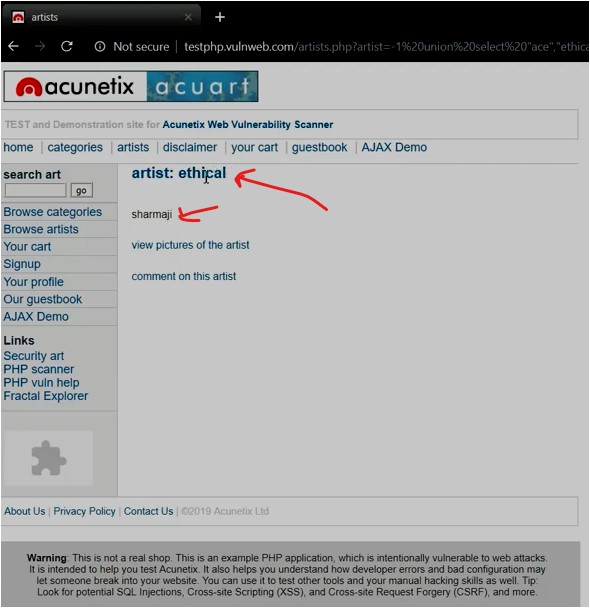 artists
Not secure | testphp.vulnweb.com/artists.php?artist=-1%20union%20select%20"ace","ethica
acunetix acuart
TEST and Demonstration site for Acunetix Web Vulnerability Scanner
home | categories | artists | disclaimer | your cart | guestbook | AJAX Demo
search art
go
Browse categories
Browse artists
Your cart
Signup
Your profile
Our guestbook
AJAX Demo
Links
Security art
PHP scanner
PHP vuln help
Fractal Explorer
artist: ethical
sharmaji
view pictures of the artist
comment on this artist
About Us | Privacy Policy | Contact Us | ©2019 Acunetix Ltd
Warning: This is not a real shop. This is an example PHP application, which is intentionally vulnerable to web attacks.
It is intended to help you test Acunetix. It also helps you understand how developer errors and bad configuration may
let someone break into your website. You can use it to test other tools and your manual hacking skills as well. Tip:
Look for potential SQL Injections, Cross-site Scripting (XSS), and Cross-site Request Forgery (CSRF), and more.